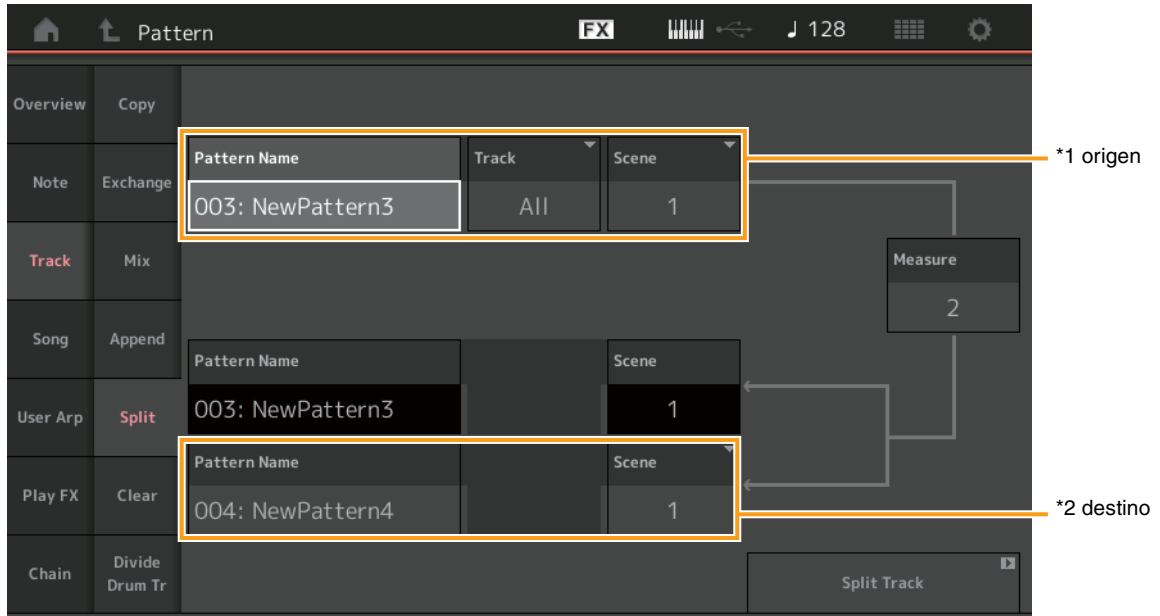 Pattern
FX
♩ 128
Overview
Copy
Pattern Name
Track
Scene
*1 origen
Note
Exchange
003: NewPattern3
All
1
Track
Mix
Measure
2
Song
Append
Pattern Name
Scene
User Arp
Split
003: NewPattern3
1
Pattern Name
Scene
Play FX
Clear
004: NewPattern4
1
*2 destino
Chain
Divide
Drum Tr
Split Track